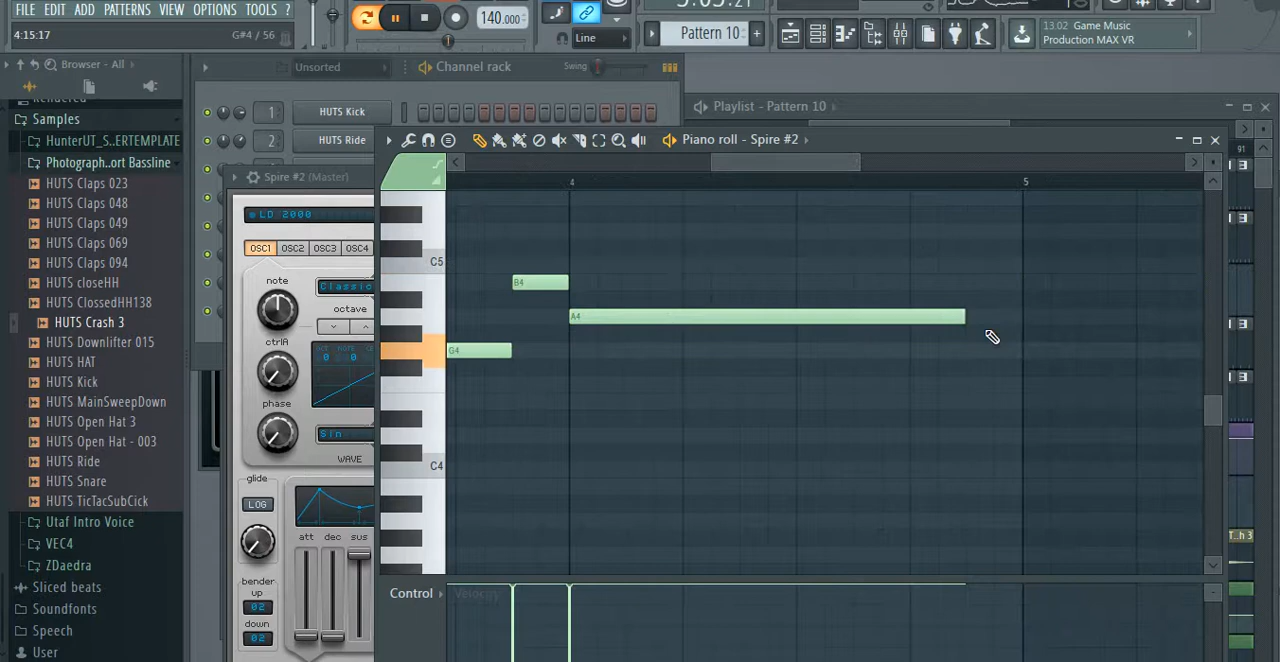 FILE EDIT ADD PATTERNS VIEW OPTIONS TOOLS ?
4:15:17
G#4 / 56
140.000
Line
Pattern 10
13:02 Game Music
Production MAX VR
Browser - All
Unsorted
Channel rack
Swing
Playlist - Pattern 10
Rendered
Samples
HunterUT_S..ERTEMPLATE
Photograph..ort Bassline
HUTS Claps 023
HUTS Claps 048
HUTS Claps 049
HUTS Claps 069
HUTS Claps 094
HUTS closeHH
HUTS ClossedHH138
HUTS Crash 3
HUTS Downlifter 015
HUTS HAT
HUTS Kick
HUTS MainSweepDown
HUTS Open Hat 3
HUTS Open Hat - 003
HUTS Ride
HUTS Snare
HUTS TicTacSubCick
Utaf Intro Voice
VEC4
ZDaedra
Sliced beats
Soundfonts
Speech
User
1
HUTS Kick
2
HUTS Ride
Spire #2 (Master)
LD 2000
OSC1 OSC2 OSC3 OSC4
note
Classic
octave
ctrlA
phase
Sin
WAVE
glide
LOG
att dec sus
bender
up
02
down
02
Piano roll - Spire #2
4
5
C5
B4
A4
G4
C4
Control
Velocity
91
T..h 3